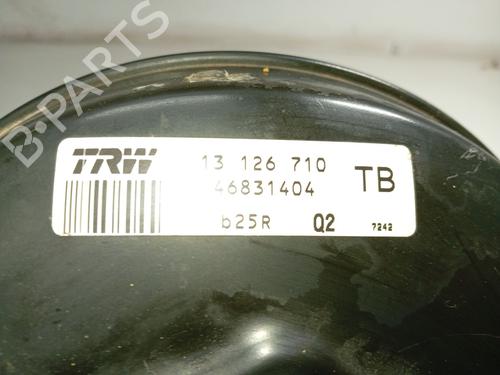 B-PARTS
TRW 13 126 710
46831404 TB
b25R Q2 7242